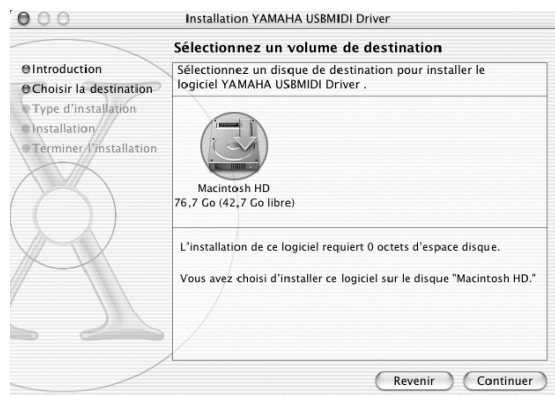 Installation YAMAHA USBMIDI Driver
Sélectionnez un volume de destination
Introduction
Choisir la destination
Type d'installation
Installation
Terminer l'installation
Sélectionnez un disque de destination pour installer le
logiciel YAMAHA USBMIDI Driver .
Macintosh HD
76,7 Go (42,7 Go libre)
L'installation de ce logiciel requiert 0 octets d'espace disque.
Vous avez choisi d'installer ce logiciel sur le disque "Macintosh HD."
Revenir
Continuer